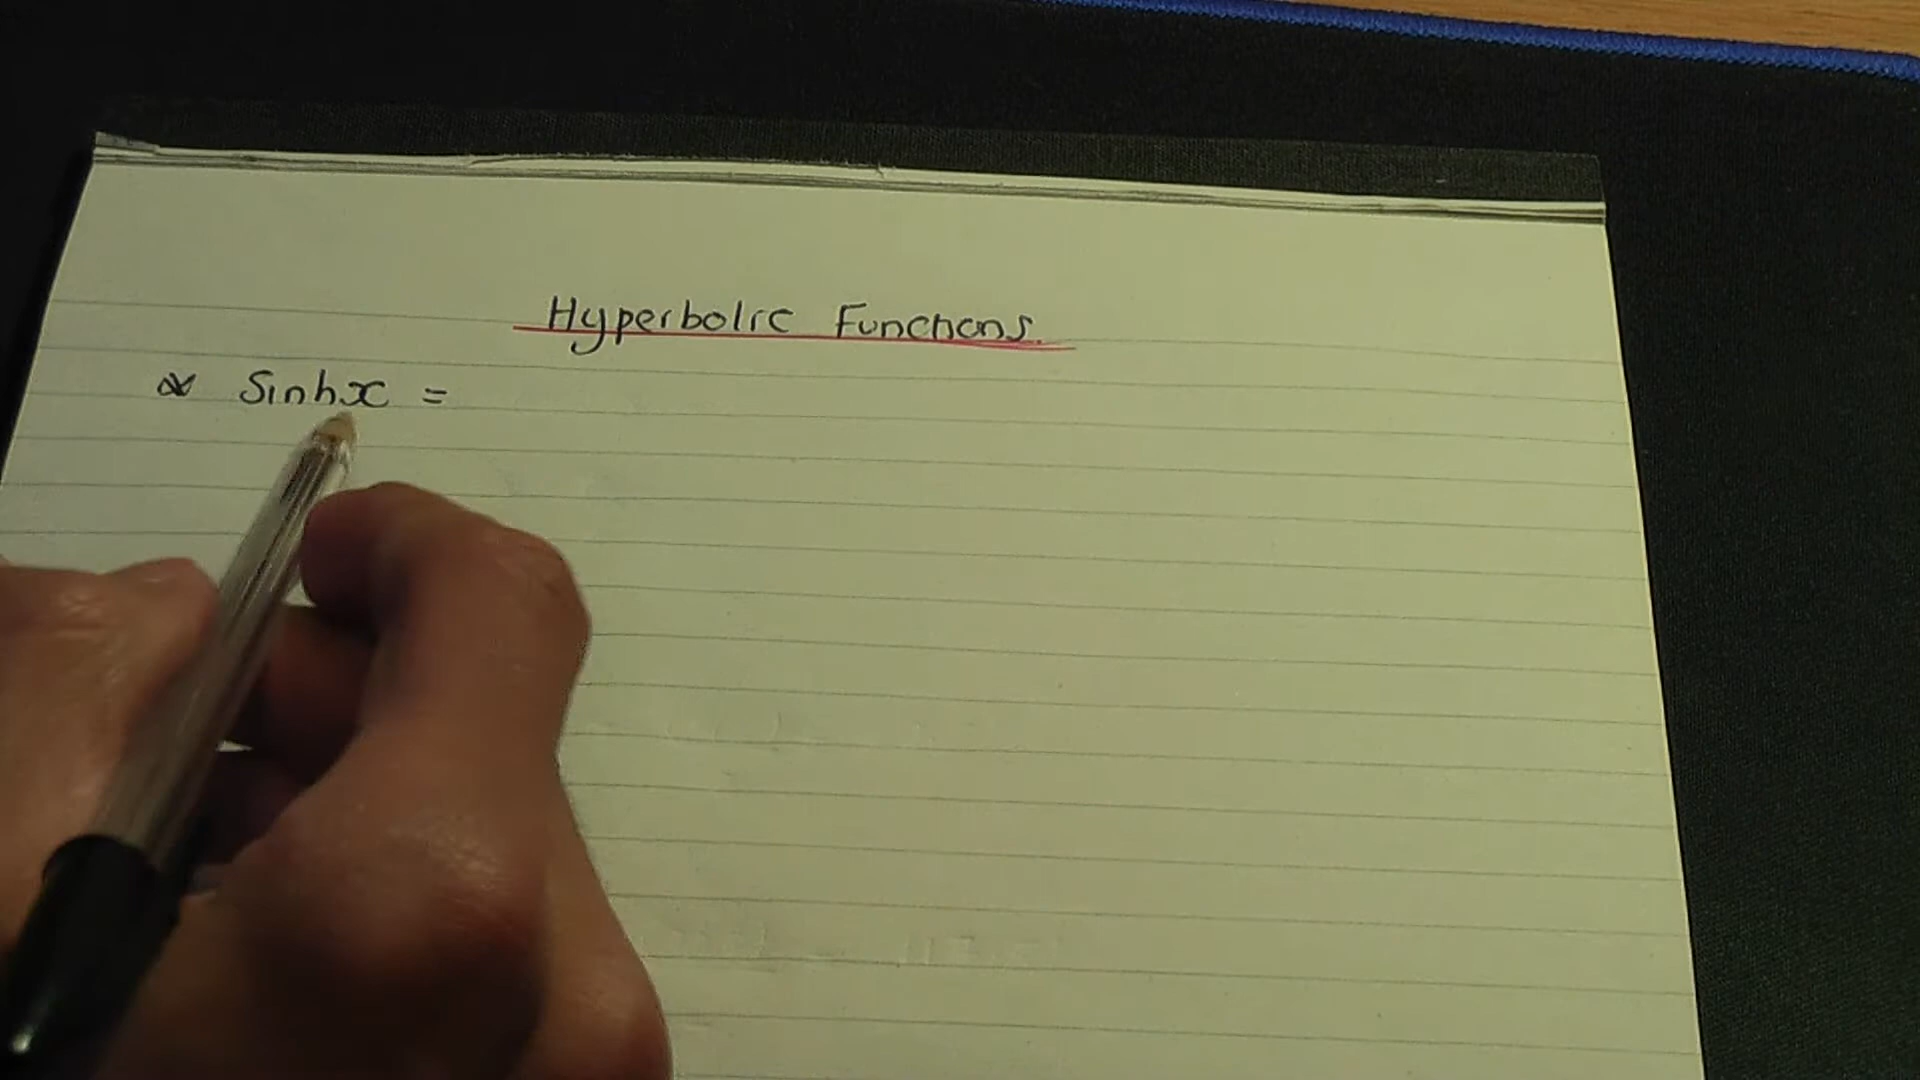 Hyperbolic Functions.
* Sinhx =